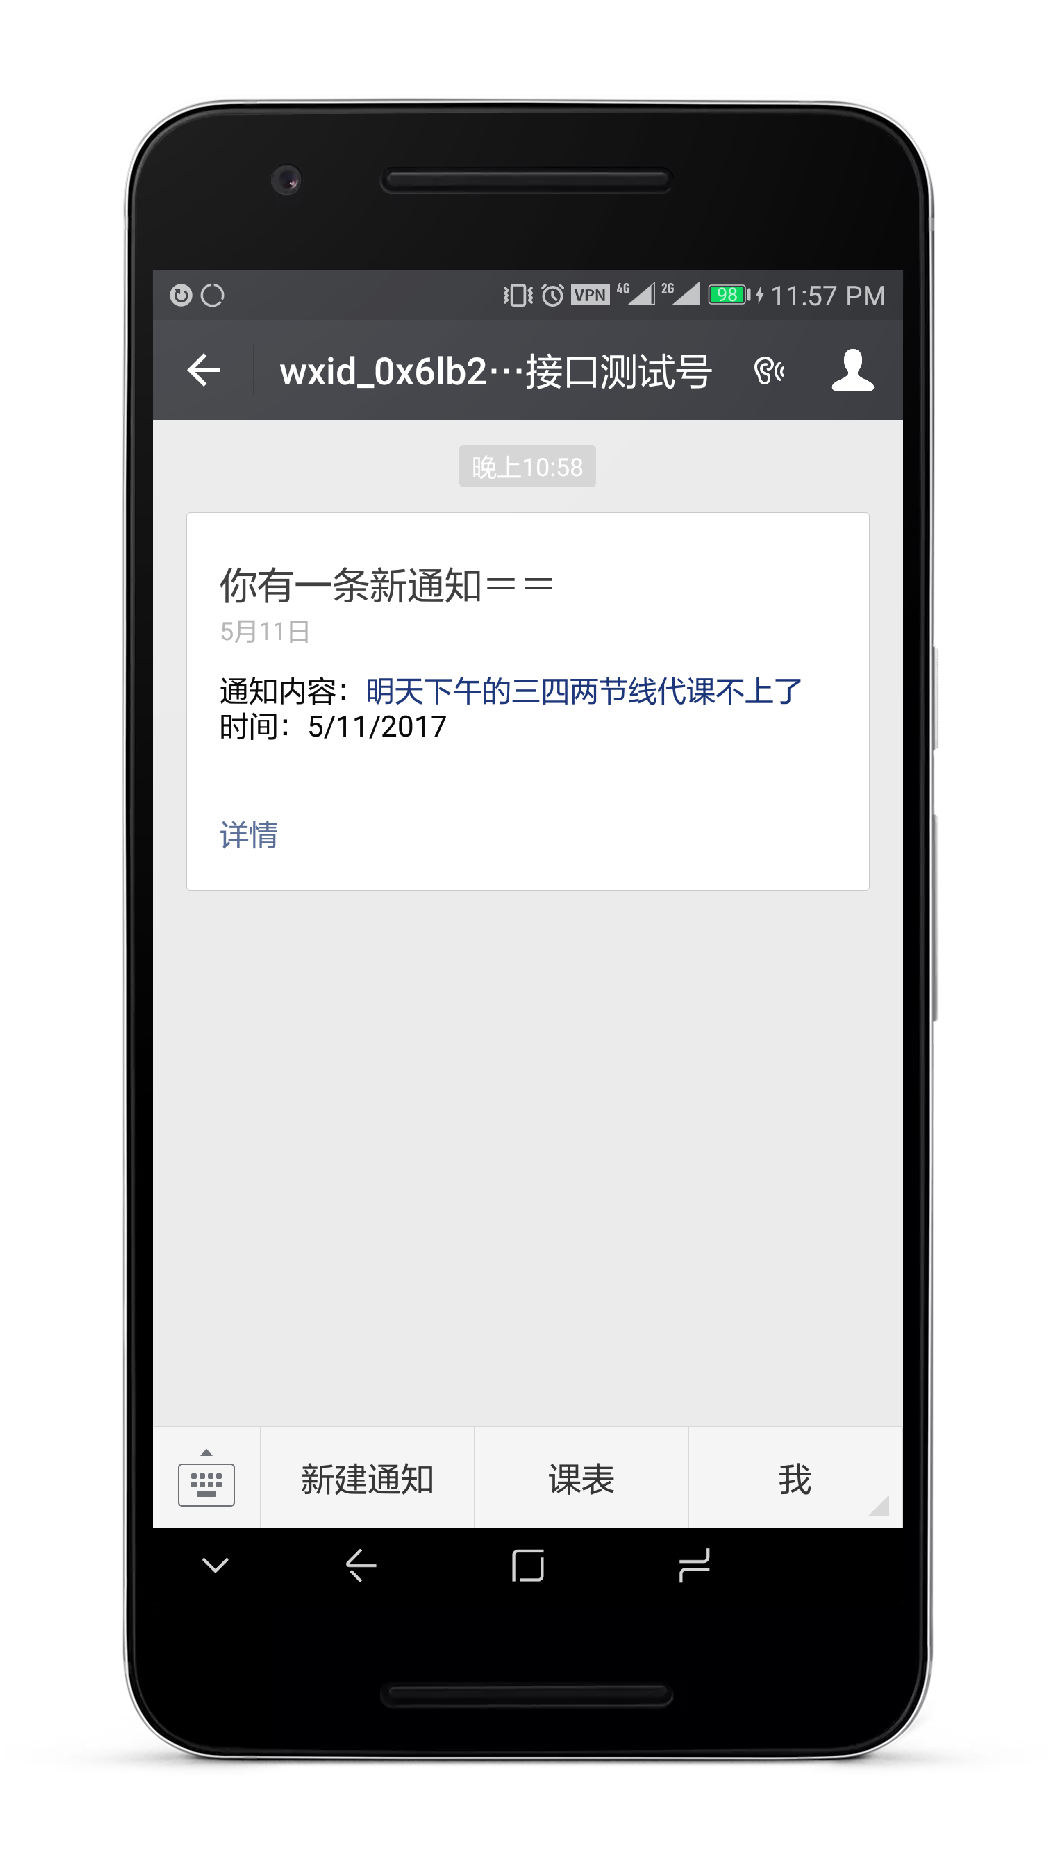 VPN 4G 2G 98 11:57 PM
wxid_0x6lb2…接口测试号
晚上10:58
你有一条新通知＝＝
5月11日
通知内容：明天下午的三四两节线代课不上了
时间：5/11/2017
详情
新建通知 课表 我